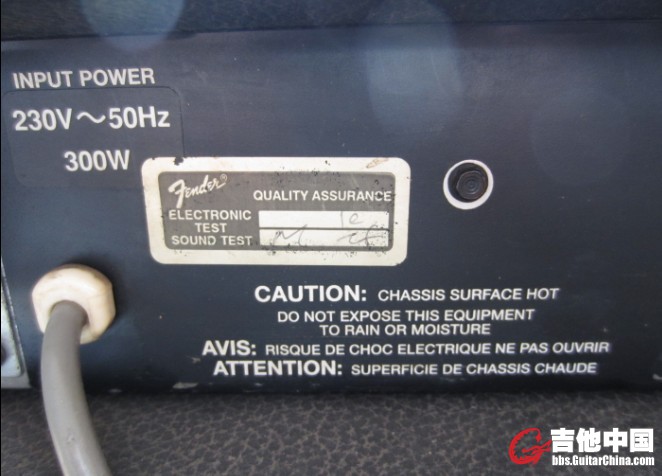 INPUT POWER
230V～50Hz
300W
Fender®
QUALITY ASSURANCE
ELECTRONIC
TEST
SOUND TEST
CAUTION: CHASSIS SURFACE HOT
DO NOT EXPOSE THIS EQUIPMENT
TO RAIN OR MOISTURE
AVIS: RISQUE DE CHOC ELECTRIQUE NE PAS OUVRIR
ATTENTION: SUPERFICIE DE CHASSIS CHAUDE
吉他中国
bbs.GuitarChina.com